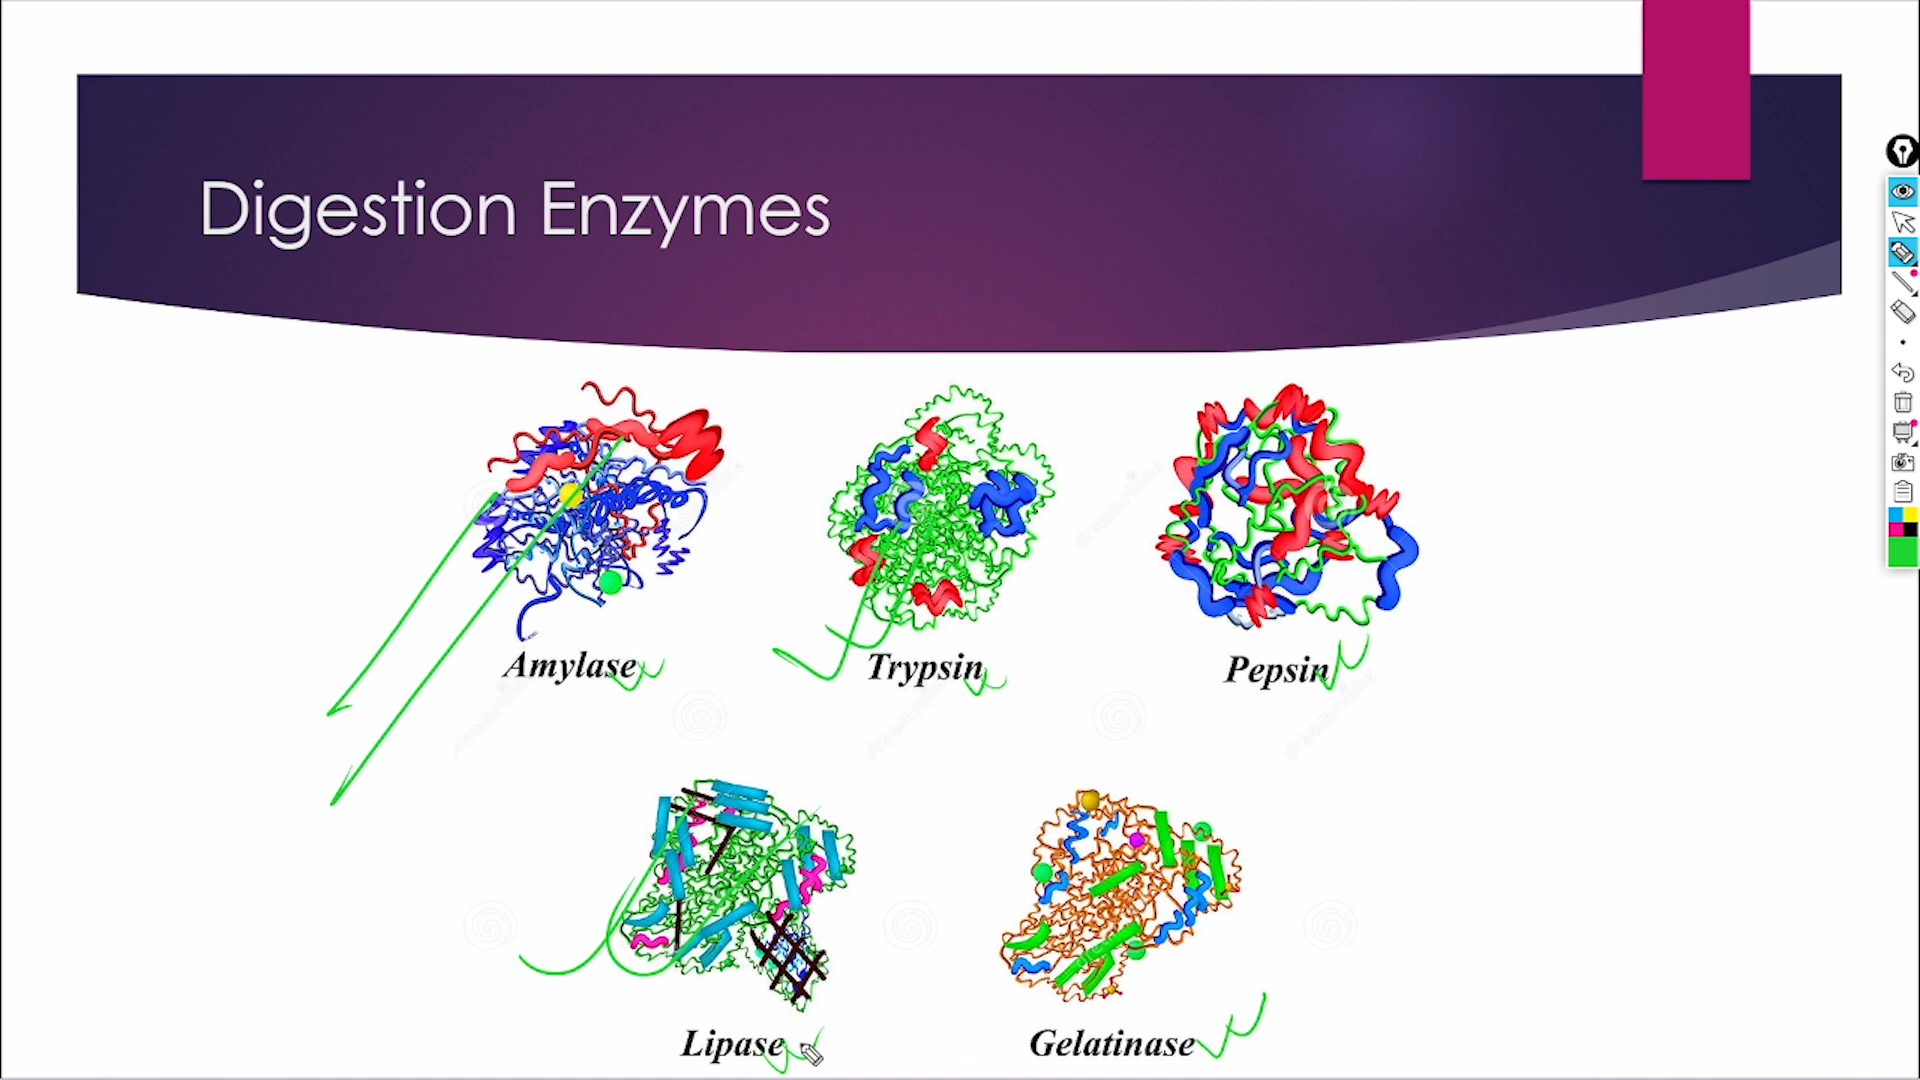 Digestion Enzymes
Amylase
Trypsin
Pepsin
Lipase
Gelatinase